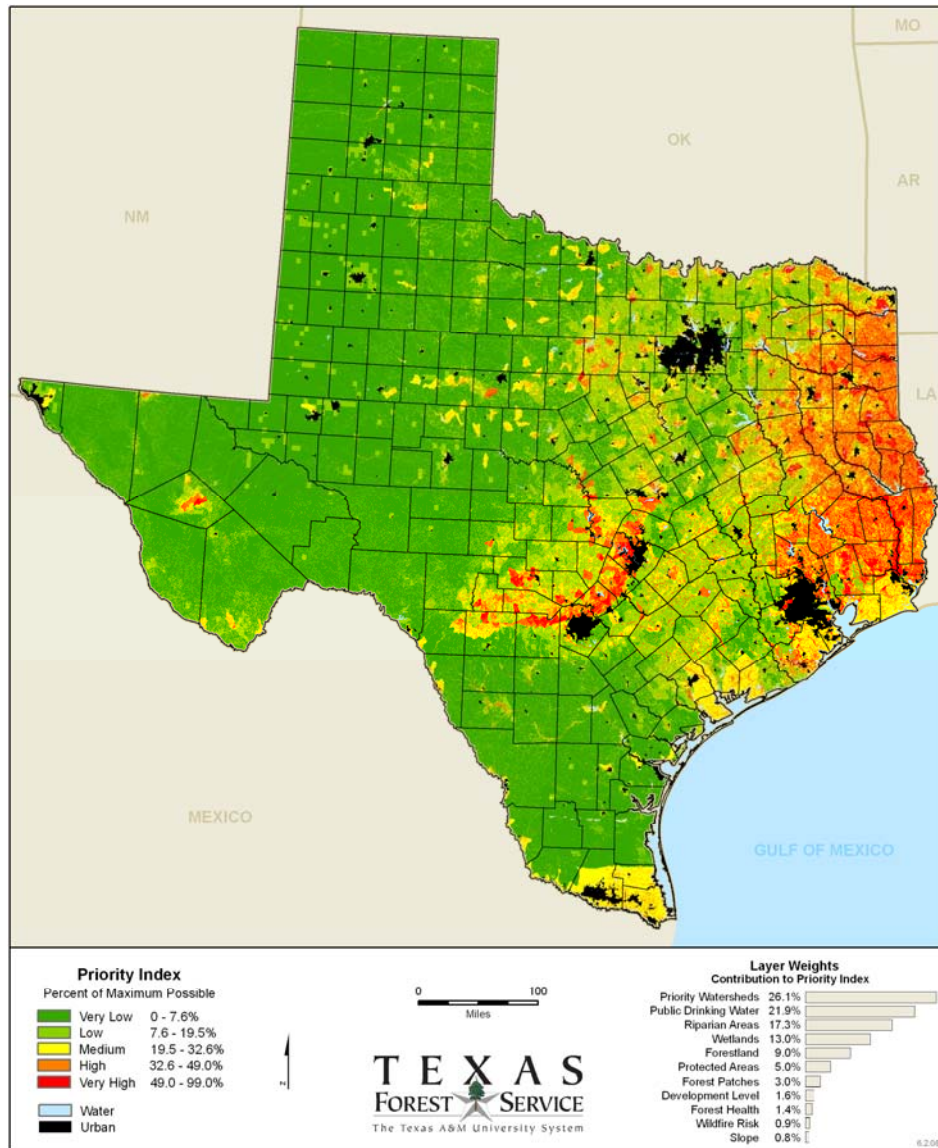 MO
OK
AR
NM
LA
MEXICO
GULF OF MEXICO
Priority Index
Percent of Maximum Possible
Very Low 0 - 7.6%
Low 7.6 - 19.5%
Medium 19.5 - 32.6%
High 32.6 - 49.0%
Very High 49.0 - 99.0%
Water
Urban
Z
0 100
Miles
TEXAS
FOREST SERVICE
The Texas A&M University System
Layer Weights
Contribution to Priority Index
Priority Watersheds 26.1%
Public Drinking Water 21.9%
Riparian Areas 17.3%
Wetlands 13.0%
Forestland 9.0%
Protected Areas 5.0%
Forest Patches 3.0%
Development Level 1.6%
Forest Health 1.4%
Wildfire Risk 0.9%
Slope 0.8%